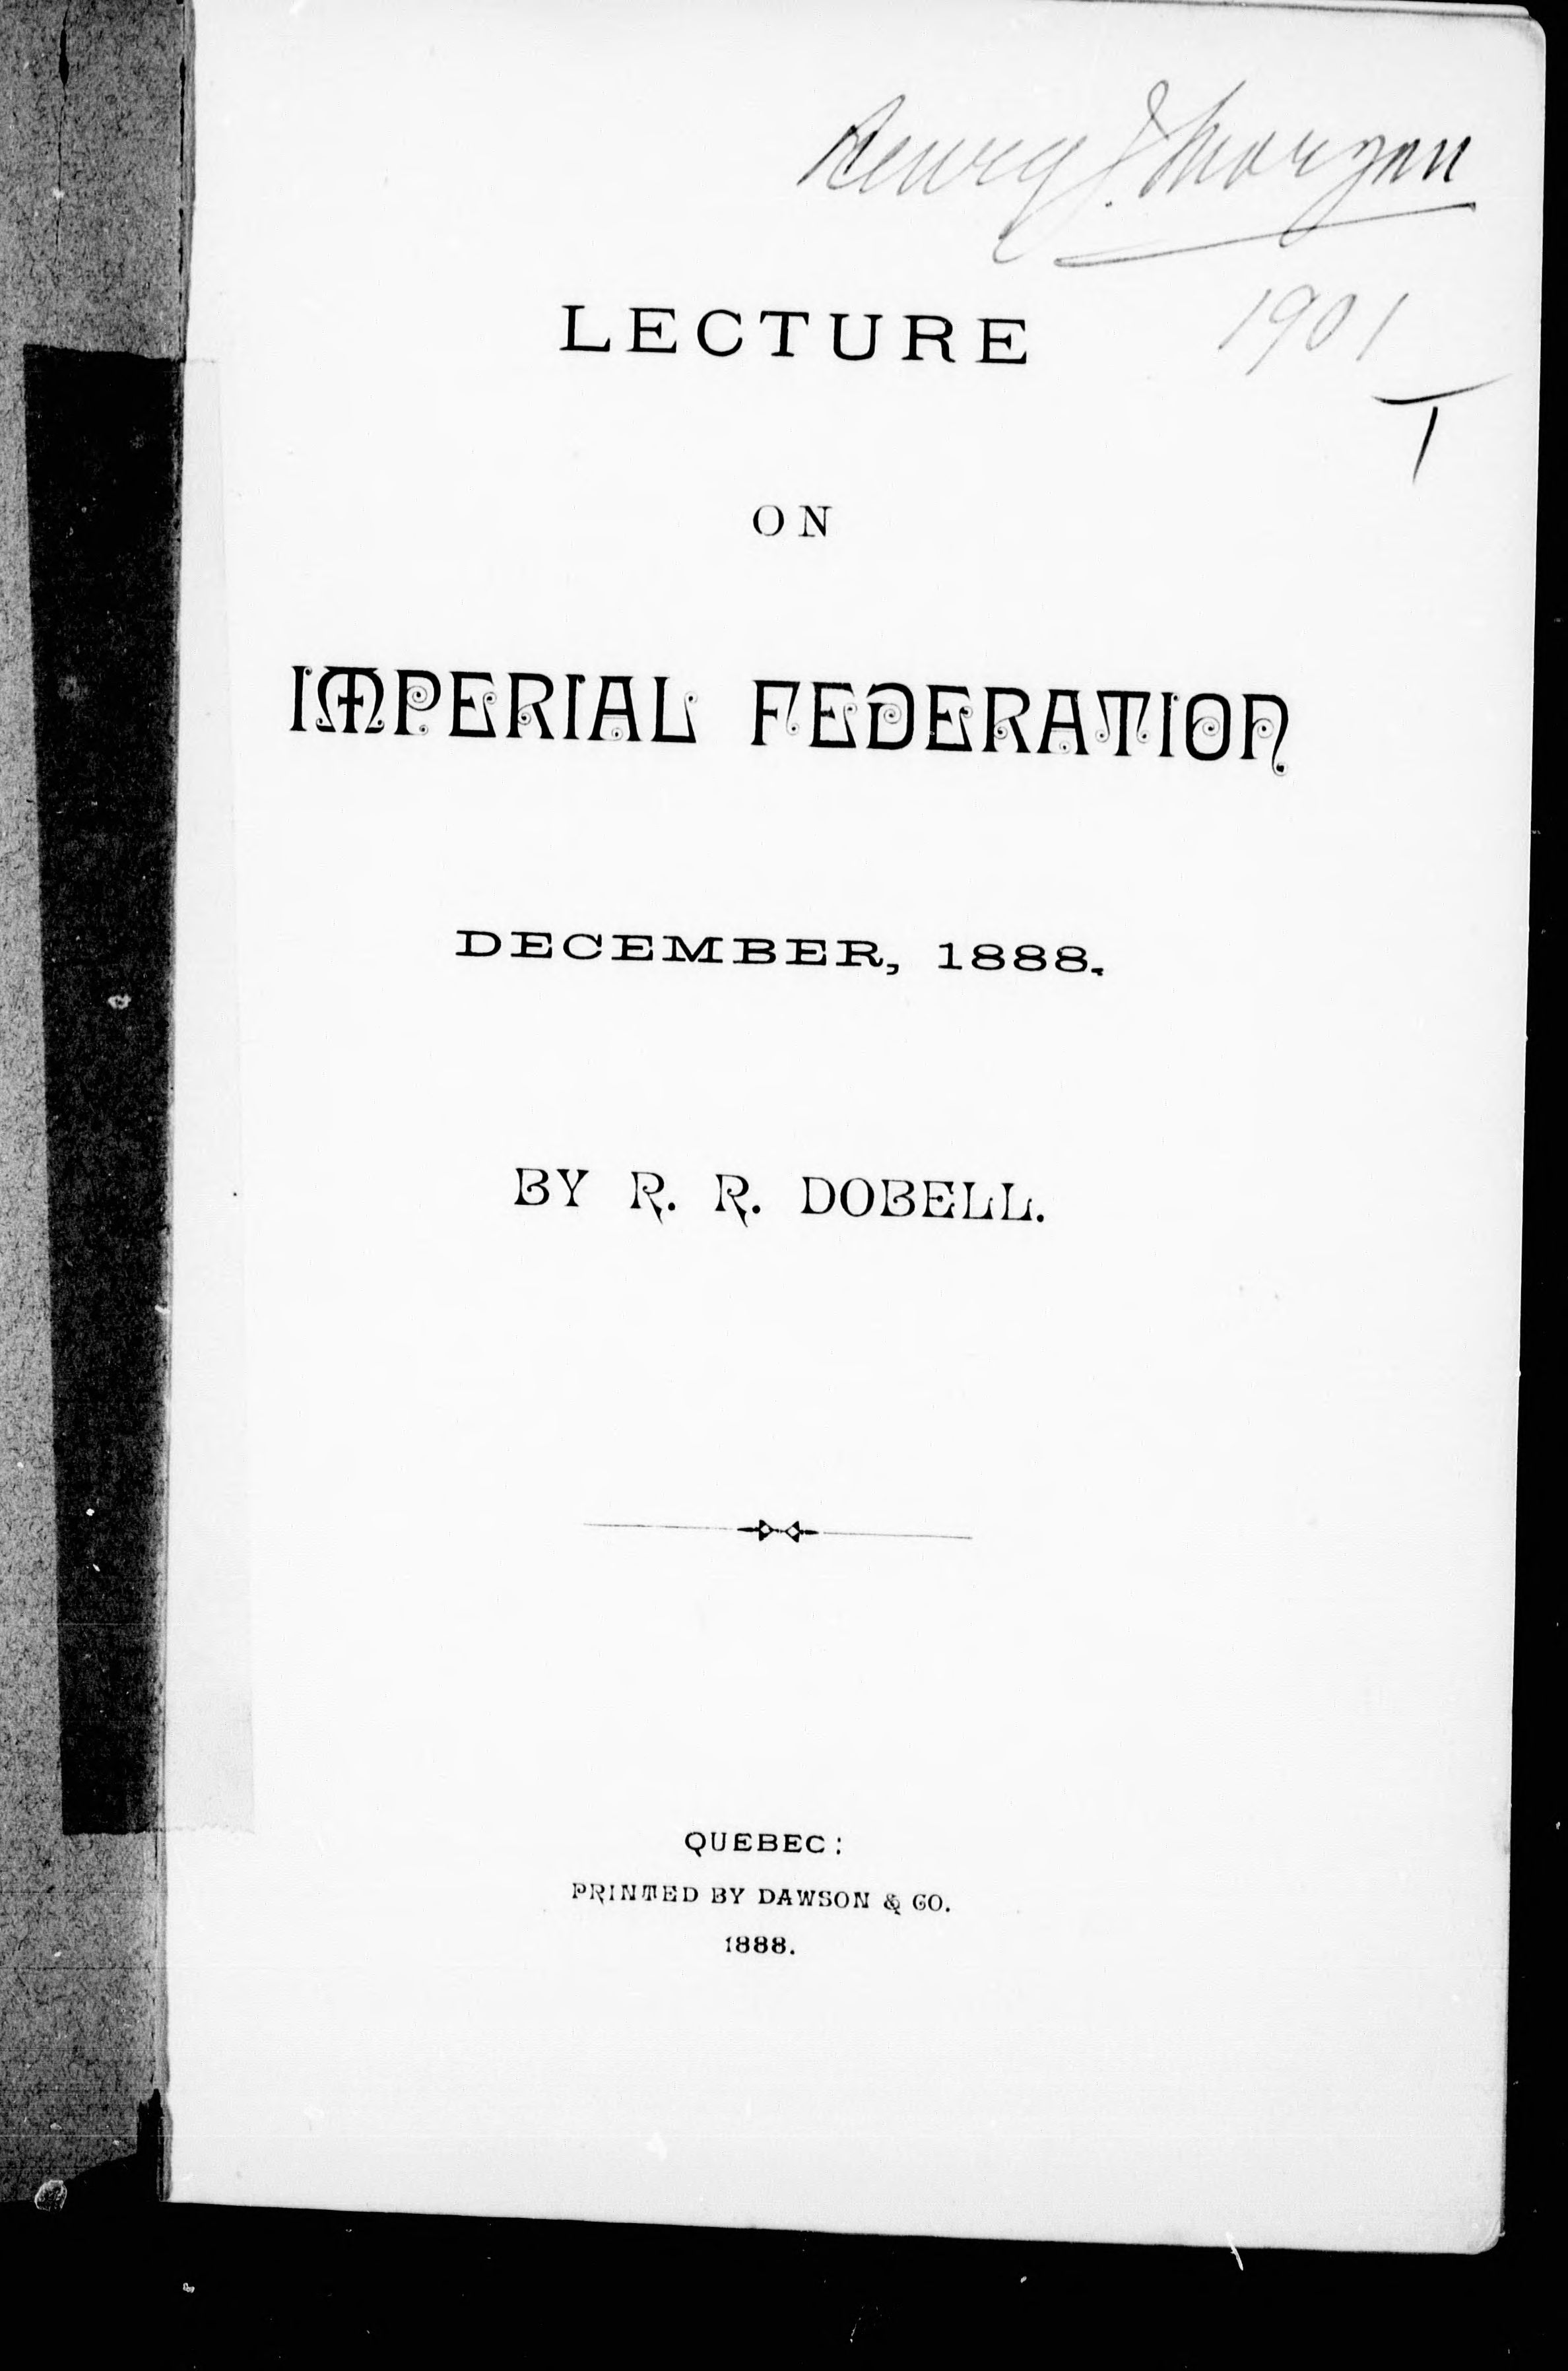 Henry J. Morgan
1901
T
LECTURE
ON
IMPERIAL FEDERATION
DECEMBER, 1888.
BY R. R. DOBELL.
QUEBEC:
PRINTED BY DAWSON & CO.
1888.